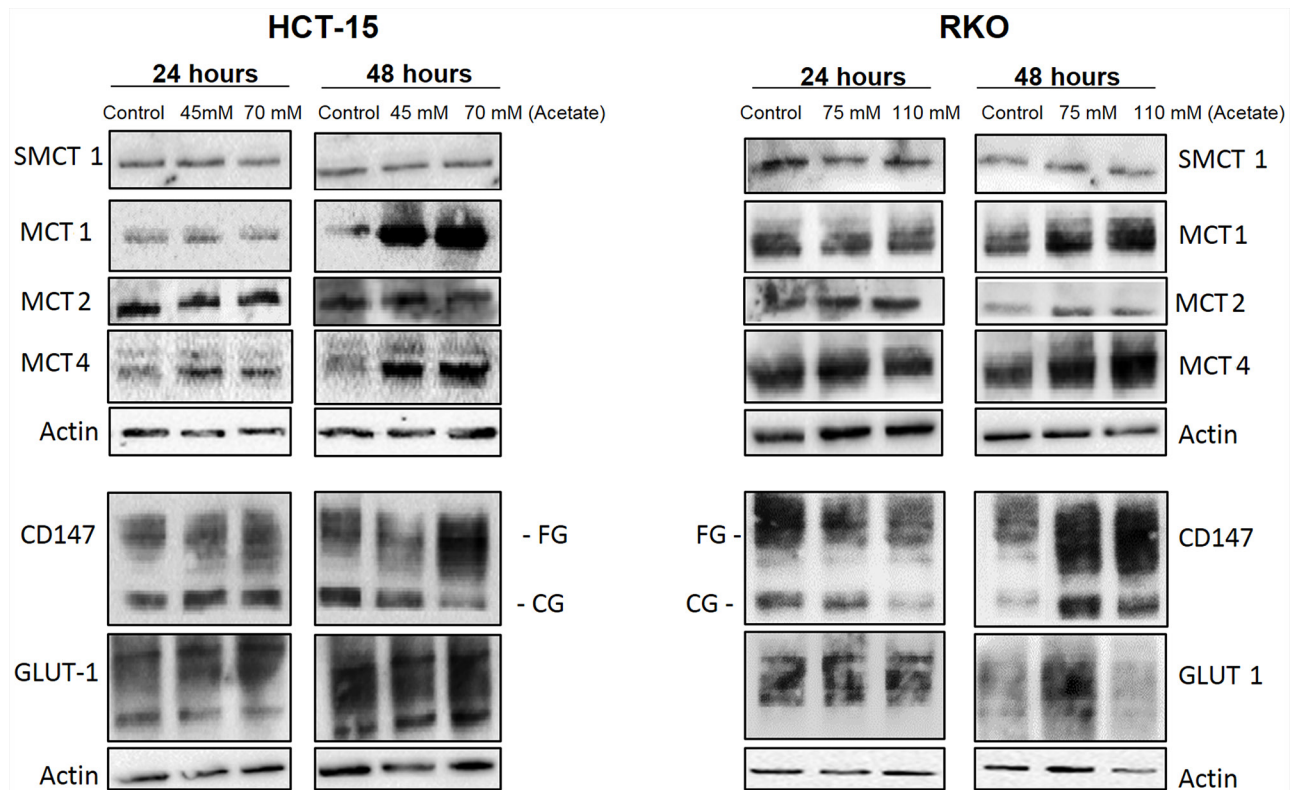 HCT-15 RKO
24 hours 48 hours 24 hours 48 hours
Control 45mM 70 mM Control 45 mM 70 mM (Acetate) Control 75 mM 110 mM Control 75 mM 110 mM (Acetate)
SMCT 1 SMCT 1
MCT 1 MCT1
MCT 2 MCT 2
MCT 4 MCT 4
Actin Actin
CD147 - FG FG - CD147
- CG CG -
GLUT-1 GLUT 1
Actin Actin